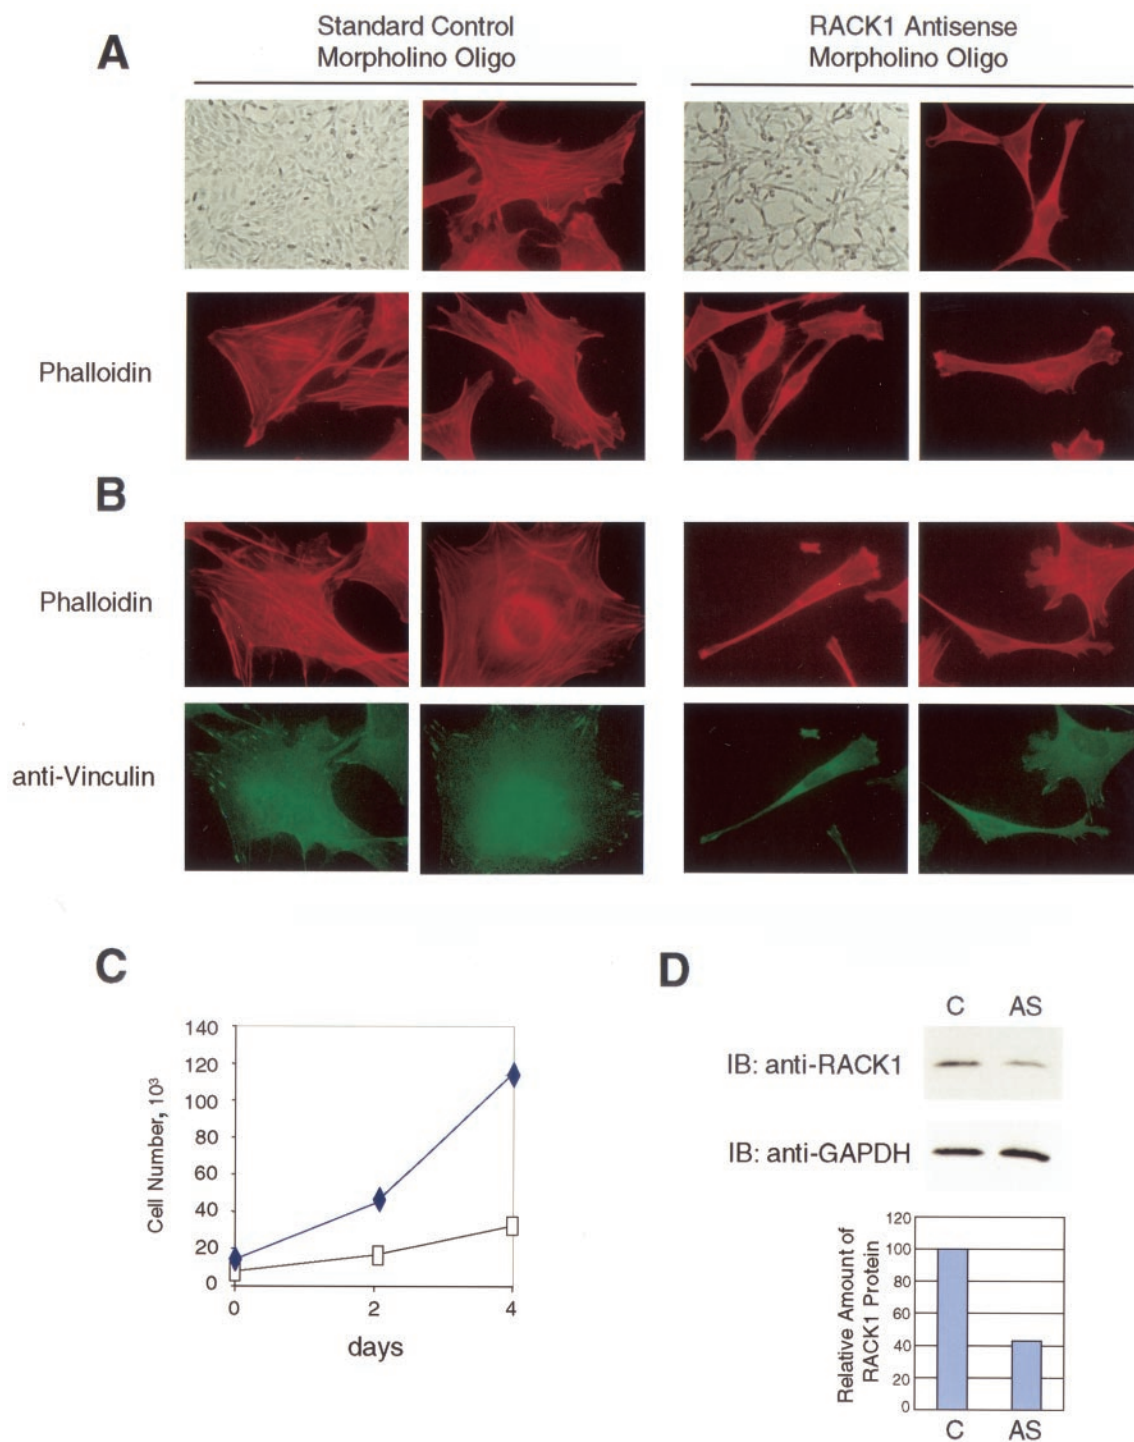 A
Standard Control
Morpholino Oligo
RACK1 Antisense
Morpholino Oligo
Phalloidin
B
Phalloidin
anti-Vinculin
C
Cell Number, 10³
140
120
100
80
60
40
20
0
0 2 4
days
D
C AS
IB: anti-RACK1
IB: anti-GAPDH
Relative Amount of
RACK1 Protein
120
100
80
60
40
20
0
C AS